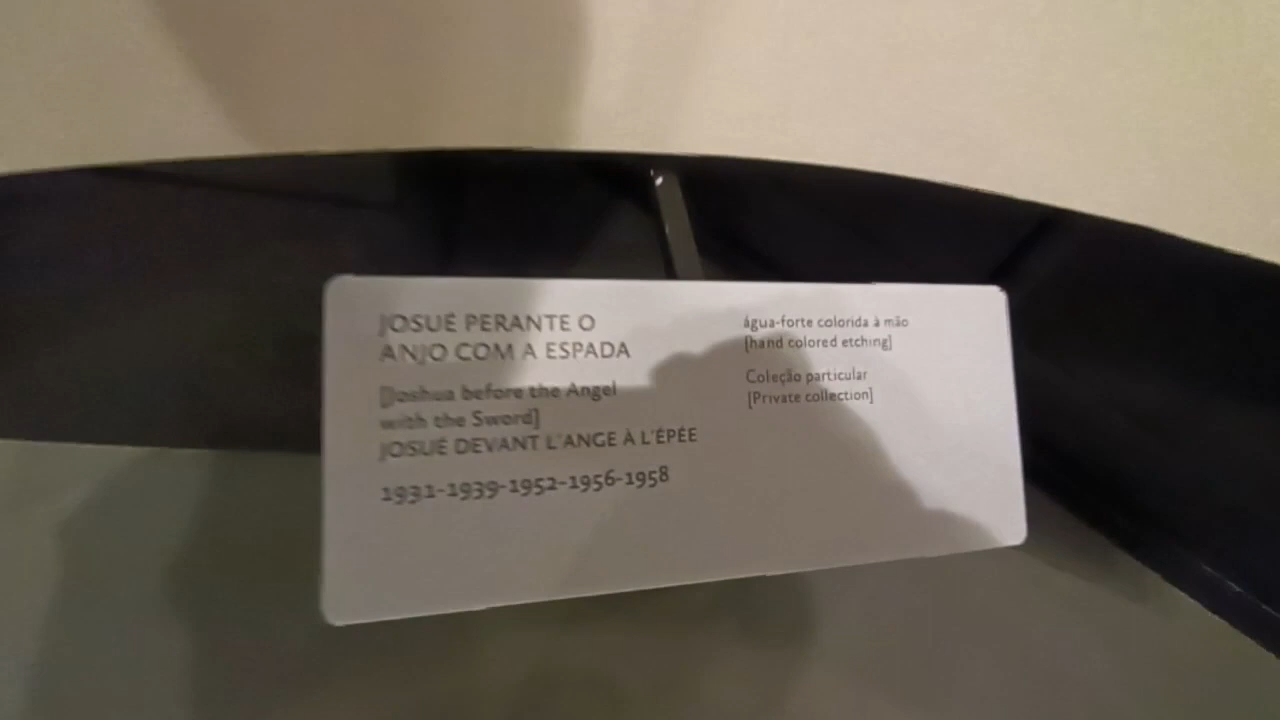 JOSUÉ PERANTE O
ANJO COM A ESPADA
[Joshua before the Angel
with the Sword]
JOSUÉ DEVANT L'ANGE À L'ÉPÉE
1931-1939-1952-1956-1958
água-forte colorida à mão
[hand colored etching]
Coleção particular
[Private collection]